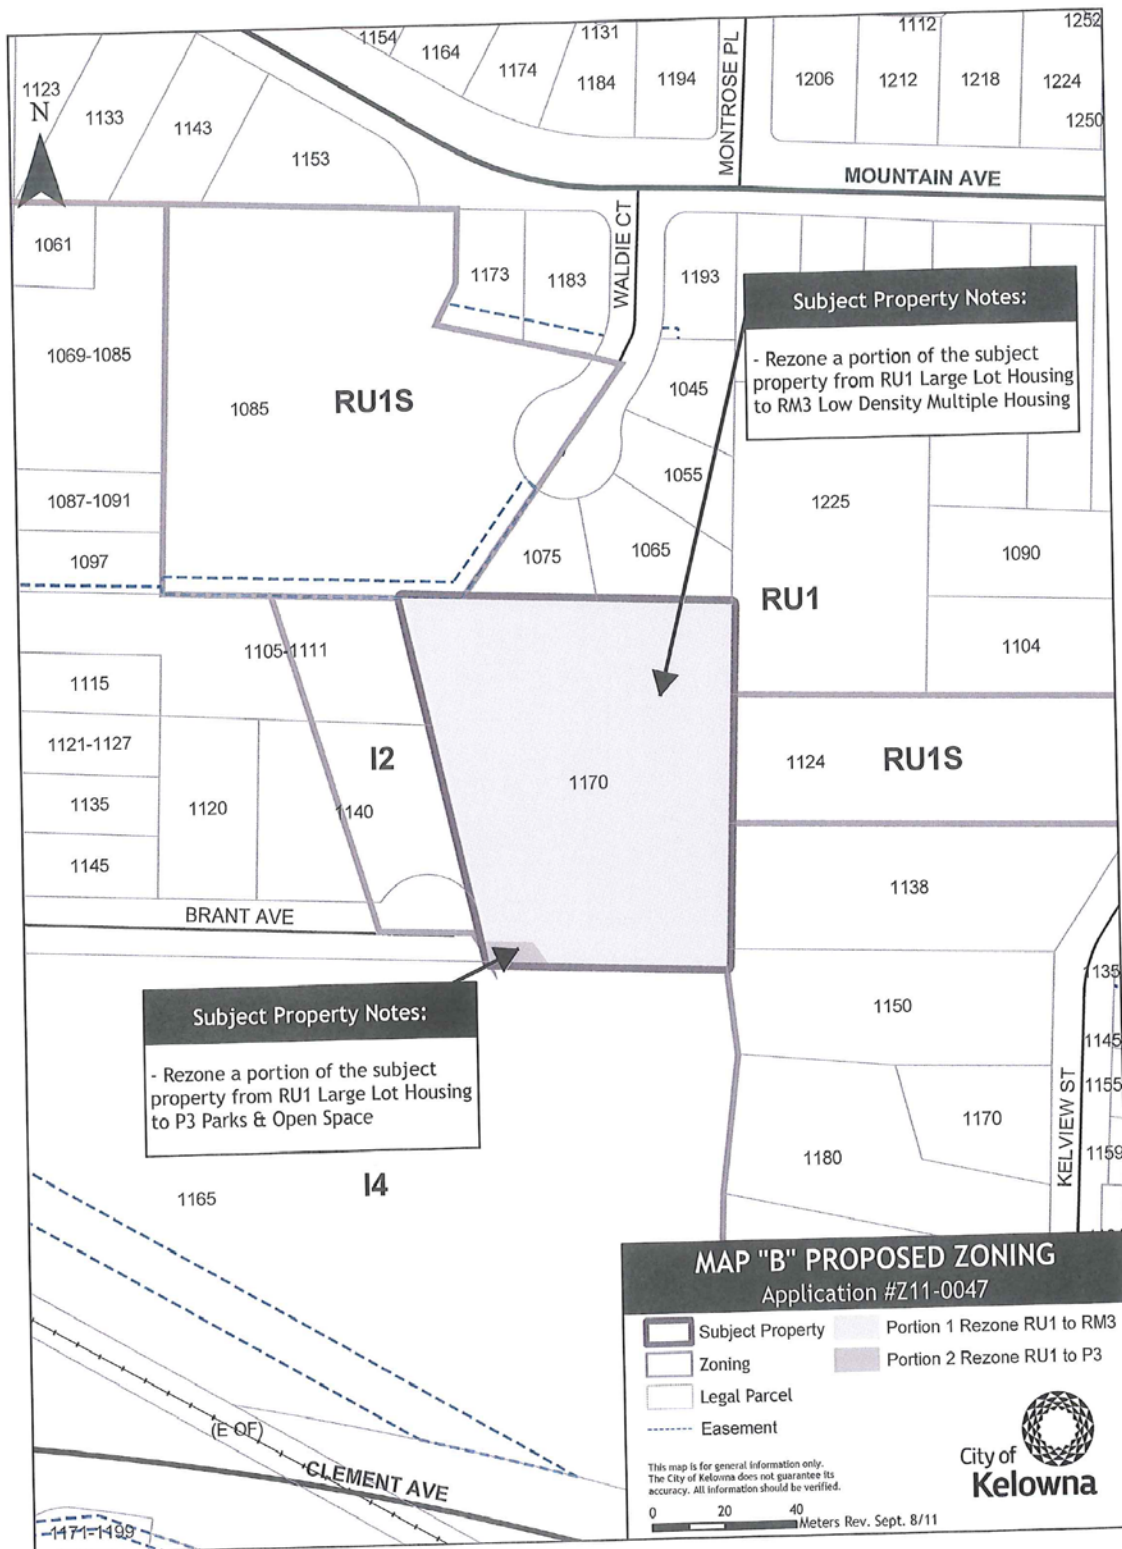 1154
1164
1174
1131
1184
1194
MONTROSE PL
1112
1252
1206
1212
1218
1224
1250
1123
N
1133
1143
1153
MOUNTAIN AVE
1061
1173
1183
WALDIE CT
1193
1069-1085
1085
RU1S
1045
Subject Property Notes:
- Rezone a portion of the subject
property from RU1 Large Lot Housing
to RM3 Low Density Multiple Housing
1087-1091
1055
1225
1097
1075
1065
1090
RU1
1105-1111
1104
1115
1121-1127
I2
1170
1124
RU1S
1135
1120
1140
1145
1138
BRANT AVE
1135
1150
1145
Subject Property Notes:
- Rezone a portion of the subject
property from RU1 Large Lot Housing
to P3 Parks & Open Space
KELVIEW ST
1155
1170
1180
1159
1165
I4
MAP "B" PROPOSED ZONING
Application #Z11-0047
Subject Property
Portion 1 Rezone RU1 to RM3
Zoning
Portion 2 Rezone RU1 to P3
Legal Parcel
Easement
This map is for general information only.
The City of Kelowna does not guarantee its
accuracy. All information should be verified.
City of
Kelowna
0 20 40
Meters Rev. Sept. 8/11
(E OF)
CLEMENT AVE
1171-1199